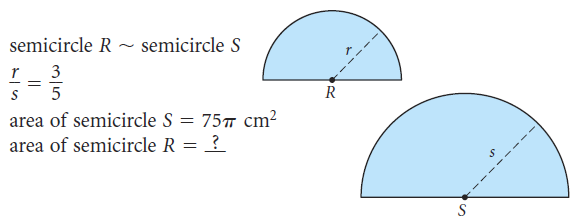 semicircle R ~ semicircle S
r/s = 3/5
area of semicircle S = 75π cm²
area of semicircle R = ?
r
R
s
S